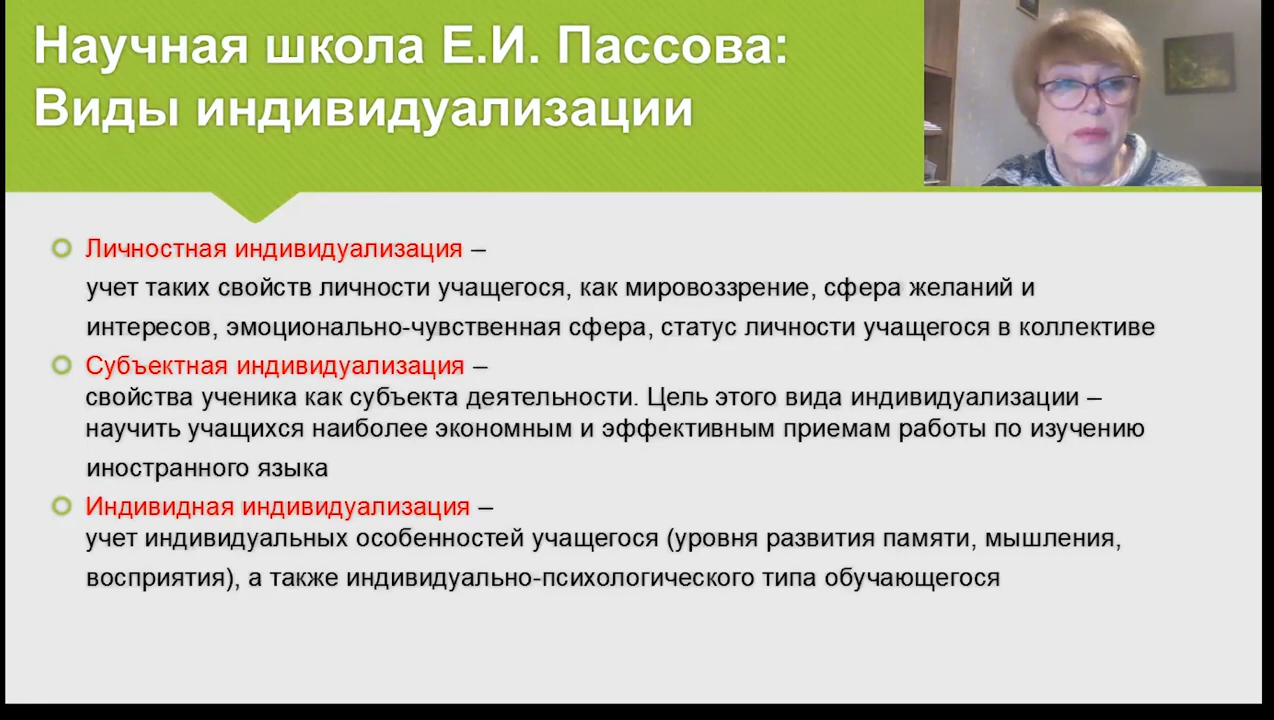 Научная школа Е.И. Пассова:
Виды индивидуализации
Личностная индивидуализация –
учет таких свойств личности учащегося, как мировоззрение, сфера желаний и
интересов, эмоционально-чувственная сфера, статус личности учащегося в коллективе
Субъектная индивидуализация –
свойства ученика как субъекта деятельности. Цель этого вида индивидуализации –
научить учащихся наиболее экономным и эффективным приемам работы по изучению
иностранного языка
Индивидная индивидуализация –
учет индивидуальных особенностей учащегося (уровня развития памяти, мышления,
восприятия), а также индивидуально-психологического типа обучающегося